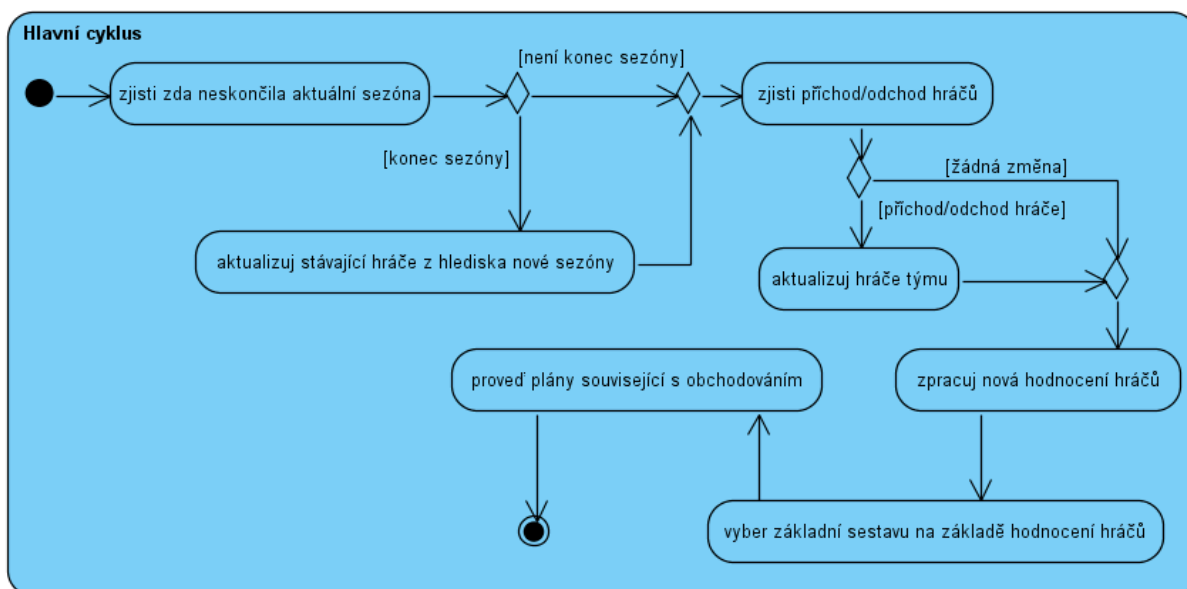 Hlavní cyklus
[není konec sezóny]
zjisti zda neskončila aktuální sezóna
zjisti příchod/odchod hráčů
[konec sezóny]
[žádná změna]
[příchod/odchod hráče]
aktualizuj stávající hráče z hlediska nové sezóny
aktualizuj hráče týmu
proveď plány související s obchodováním
zpracuj nová hodnocení hráčů
vyber základní sestavu na základě hodnocení hráčů